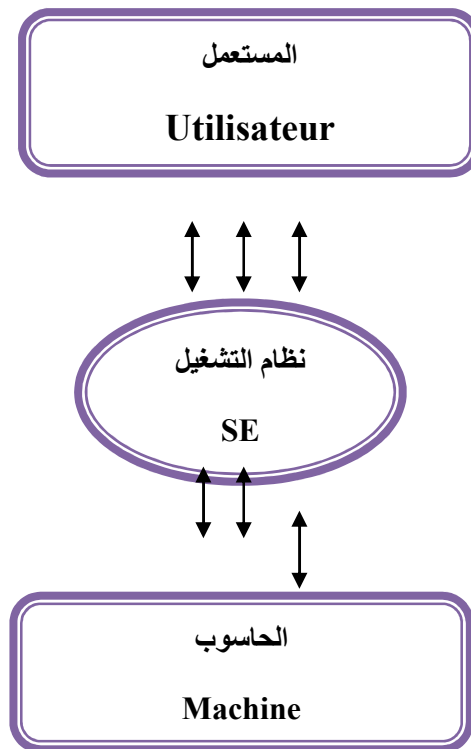 المستعمل
Utilisateur
نظام التشغيل
SE
الحاسوب
Machine